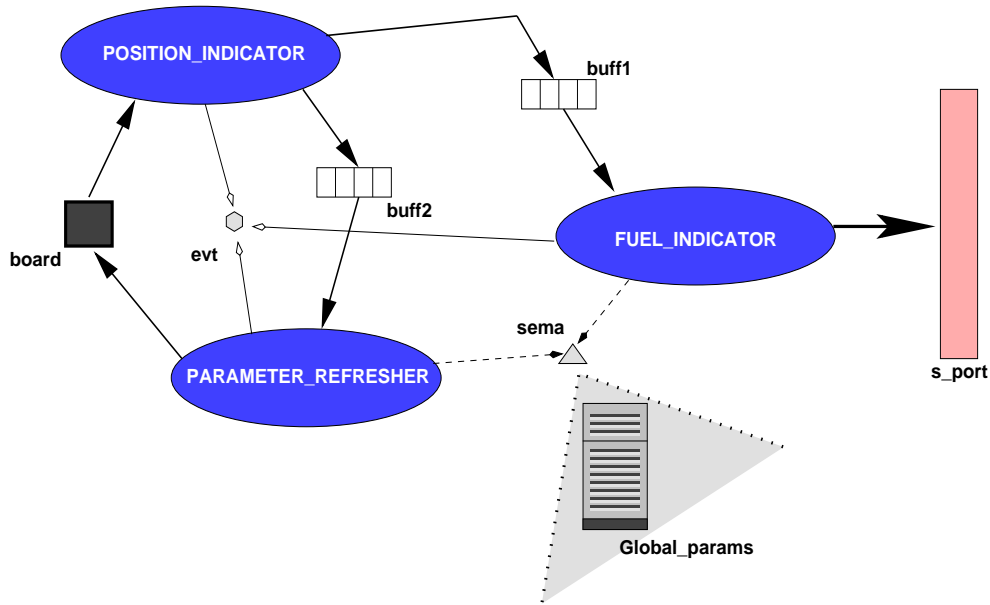 POSITION_INDICATOR
buff1
buff2
board
evt
FUEL_INDICATOR
sema
PARAMETER_REFRESHER
s_port
Global_params